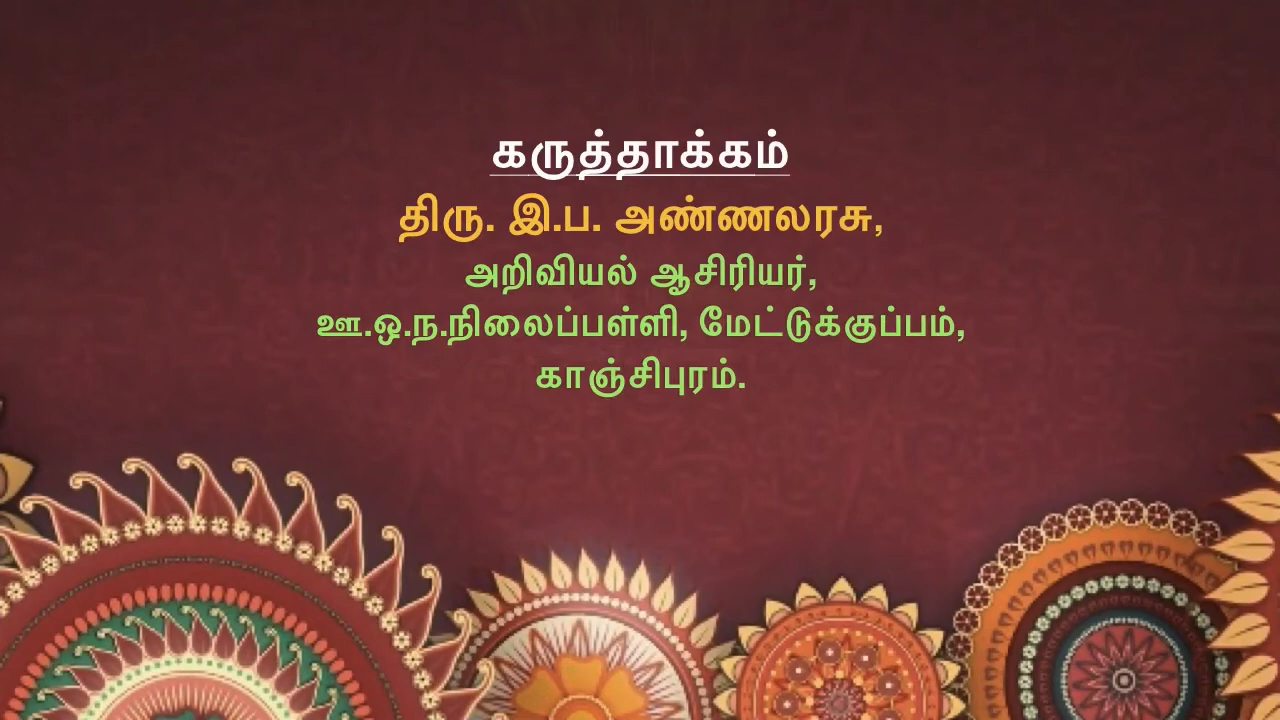 கருத்தாக்கம்
திரு. இ.ப. அண்ணலரசு,
அறிவியல் ஆசிரியர்,
ஊ.ஒ.ந.நிலைப்பள்ளி, மேட்டுக்குப்பம்,
காஞ்சிபுரம்.